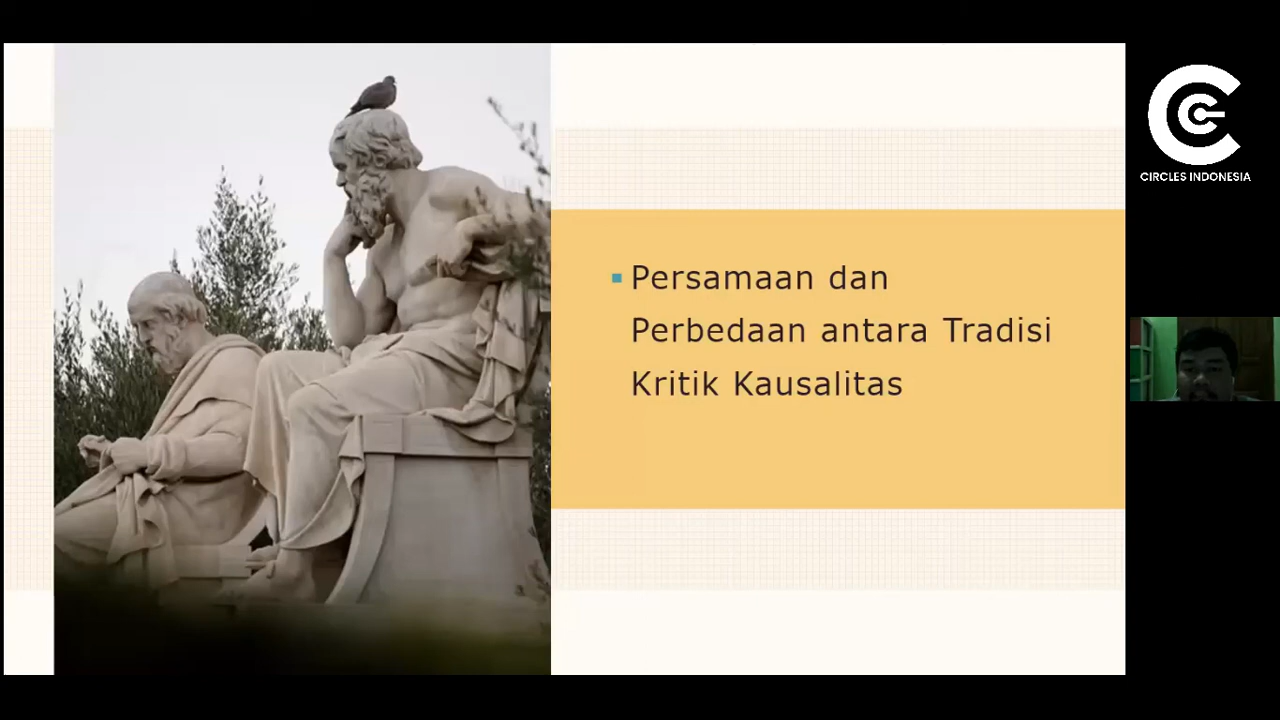 Persamaan dan
Perbedaan antara Tradisi
Kritik Kausalitas
CIRCLES INDONESIA